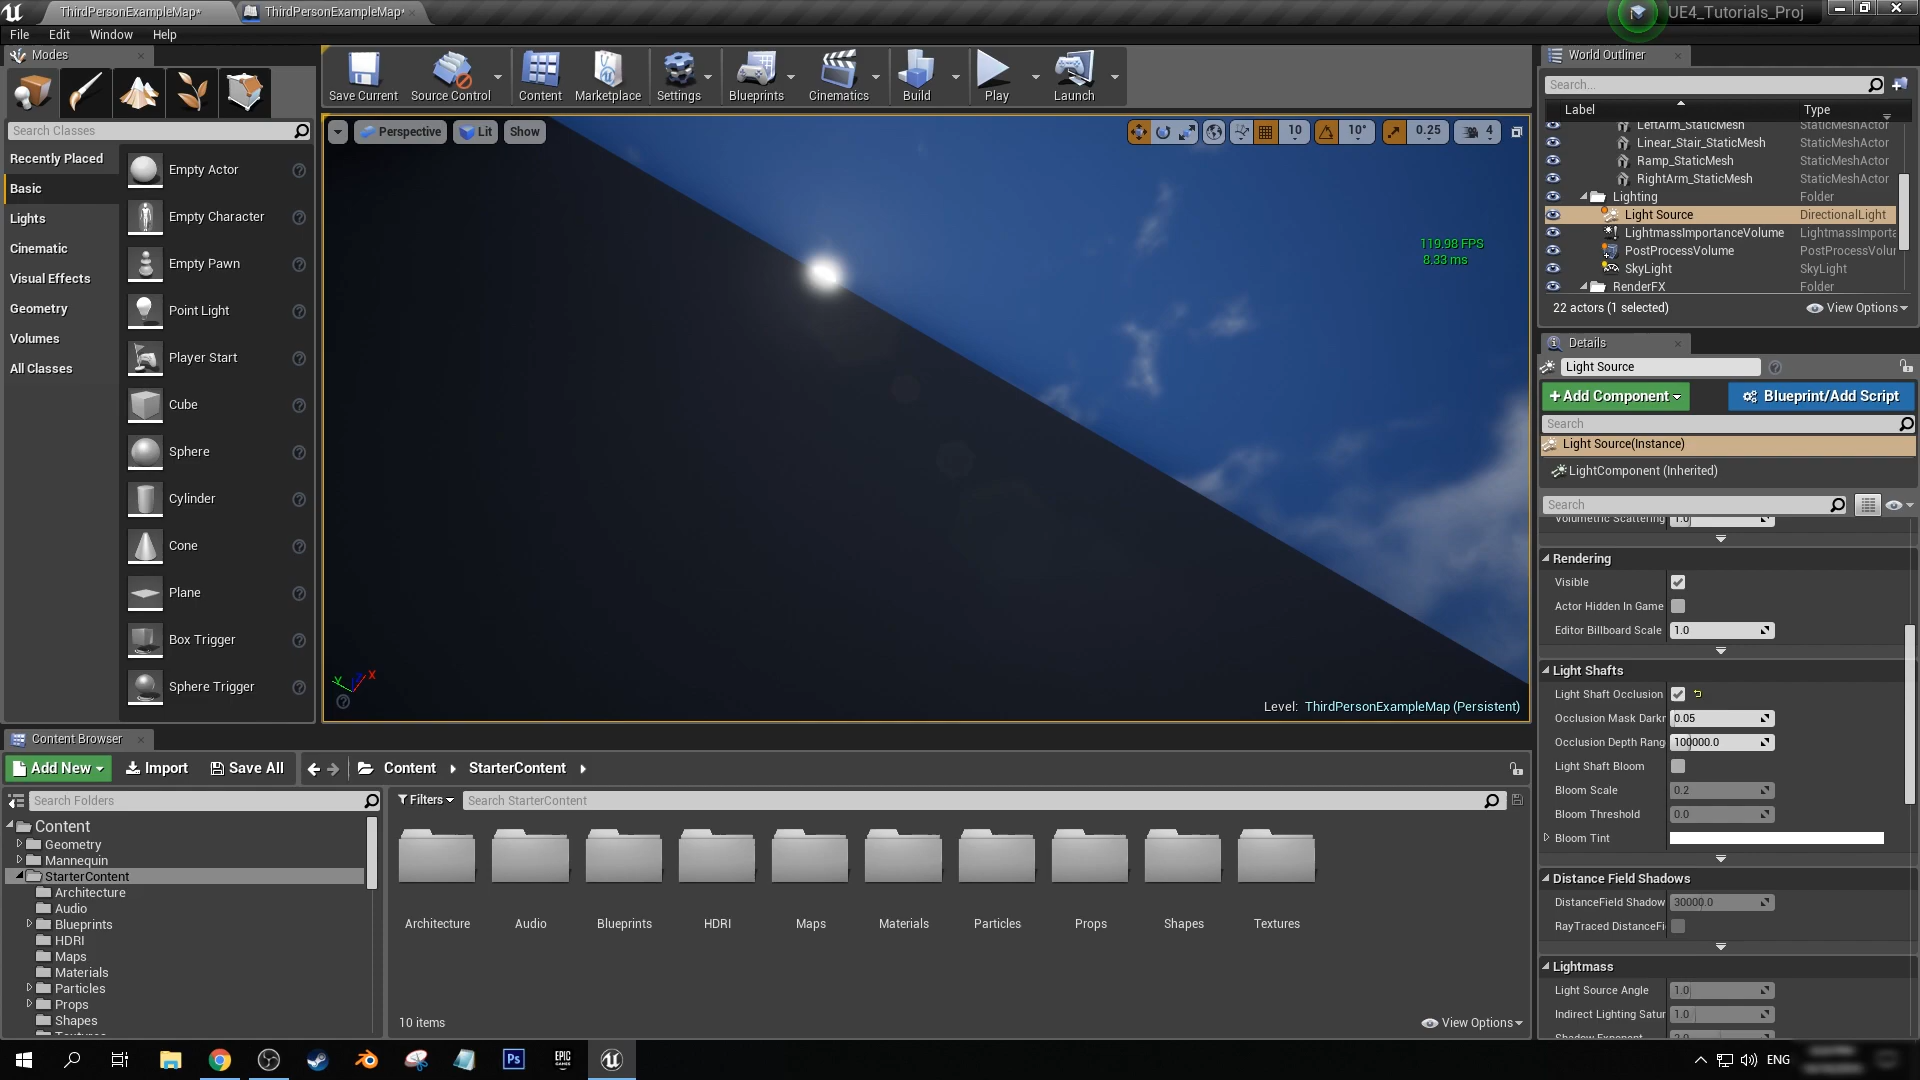 ThirdPersonExampleMap*
ThirdPersonExampleMap*
UE4_Tutorials_Proj
File Edit Window Help
Modes
Search Classes
Recently Placed
Basic
Lights
Cinematic
Visual Effects
Geometry
Volumes
All Classes
Empty Actor
Empty Character
Empty Pawn
Point Light
Player Start
Cube
Sphere
Cylinder
Cone
Plane
Box Trigger
Sphere Trigger
Save Current
Source Control
Content
Marketplace
Settings
Blueprints
Cinematics
Build
Play
Launch
Perspective
Lit
Show
10
10°
0.25
4
119.98 FPS
8.33 ms
Y X
Level: ThirdPersonExampleMap (Persistent)
World Outliner
Search...
Label Type
LeftArm_StaticMesh StaticMeshActor
Linear_Stair_StaticMesh StaticMeshActor
Ramp_StaticMesh StaticMeshActor
RightArm_StaticMesh StaticMeshActor
Lighting Folder
Light Source DirectionalLight
LightmassImportanceVolume LightmassImporta
PostProcessVolume PostProcessVolur
SkyLight SkyLight
RenderFX Folder
22 actors (1 selected)
View Options
Details
Light Source
+Add Component
Blueprint/Add Script
Search
Light Source(Instance)
LightComponent (Inherited)
Search
Volumetric Scattering 1.0
Rendering
Visible
Actor Hidden In Game
Editor Billboard Scale 1.0
Light Shafts
Light Shaft Occlusion
Occlusion Mask Darkr 0.05
Occlusion Depth Rang 100000.0
Light Shaft Bloom
Bloom Scale 0.2
Bloom Threshold 0.0
Bloom Tint
Distance Field Shadows
DistanceField Shadow 30000.0
RayTraced DistanceFi
Lightmass
Light Source Angle 1.0
Indirect Lighting Satur 1.0
Content Browser
Add New
Import
Save All
Content
StarterContent
Search Folders
Content
Geometry
Mannequin
StarterContent
Architecture
Audio
Blueprints
HDRI
Maps
Materials
Particles
Props
Shapes
Filters
Search StarterContent
Architecture
Audio
Blueprints
HDRI
Maps
Materials
Particles
Props
Shapes
Textures
10 items
View Options
Ps
EPIC
GAMES
ENG